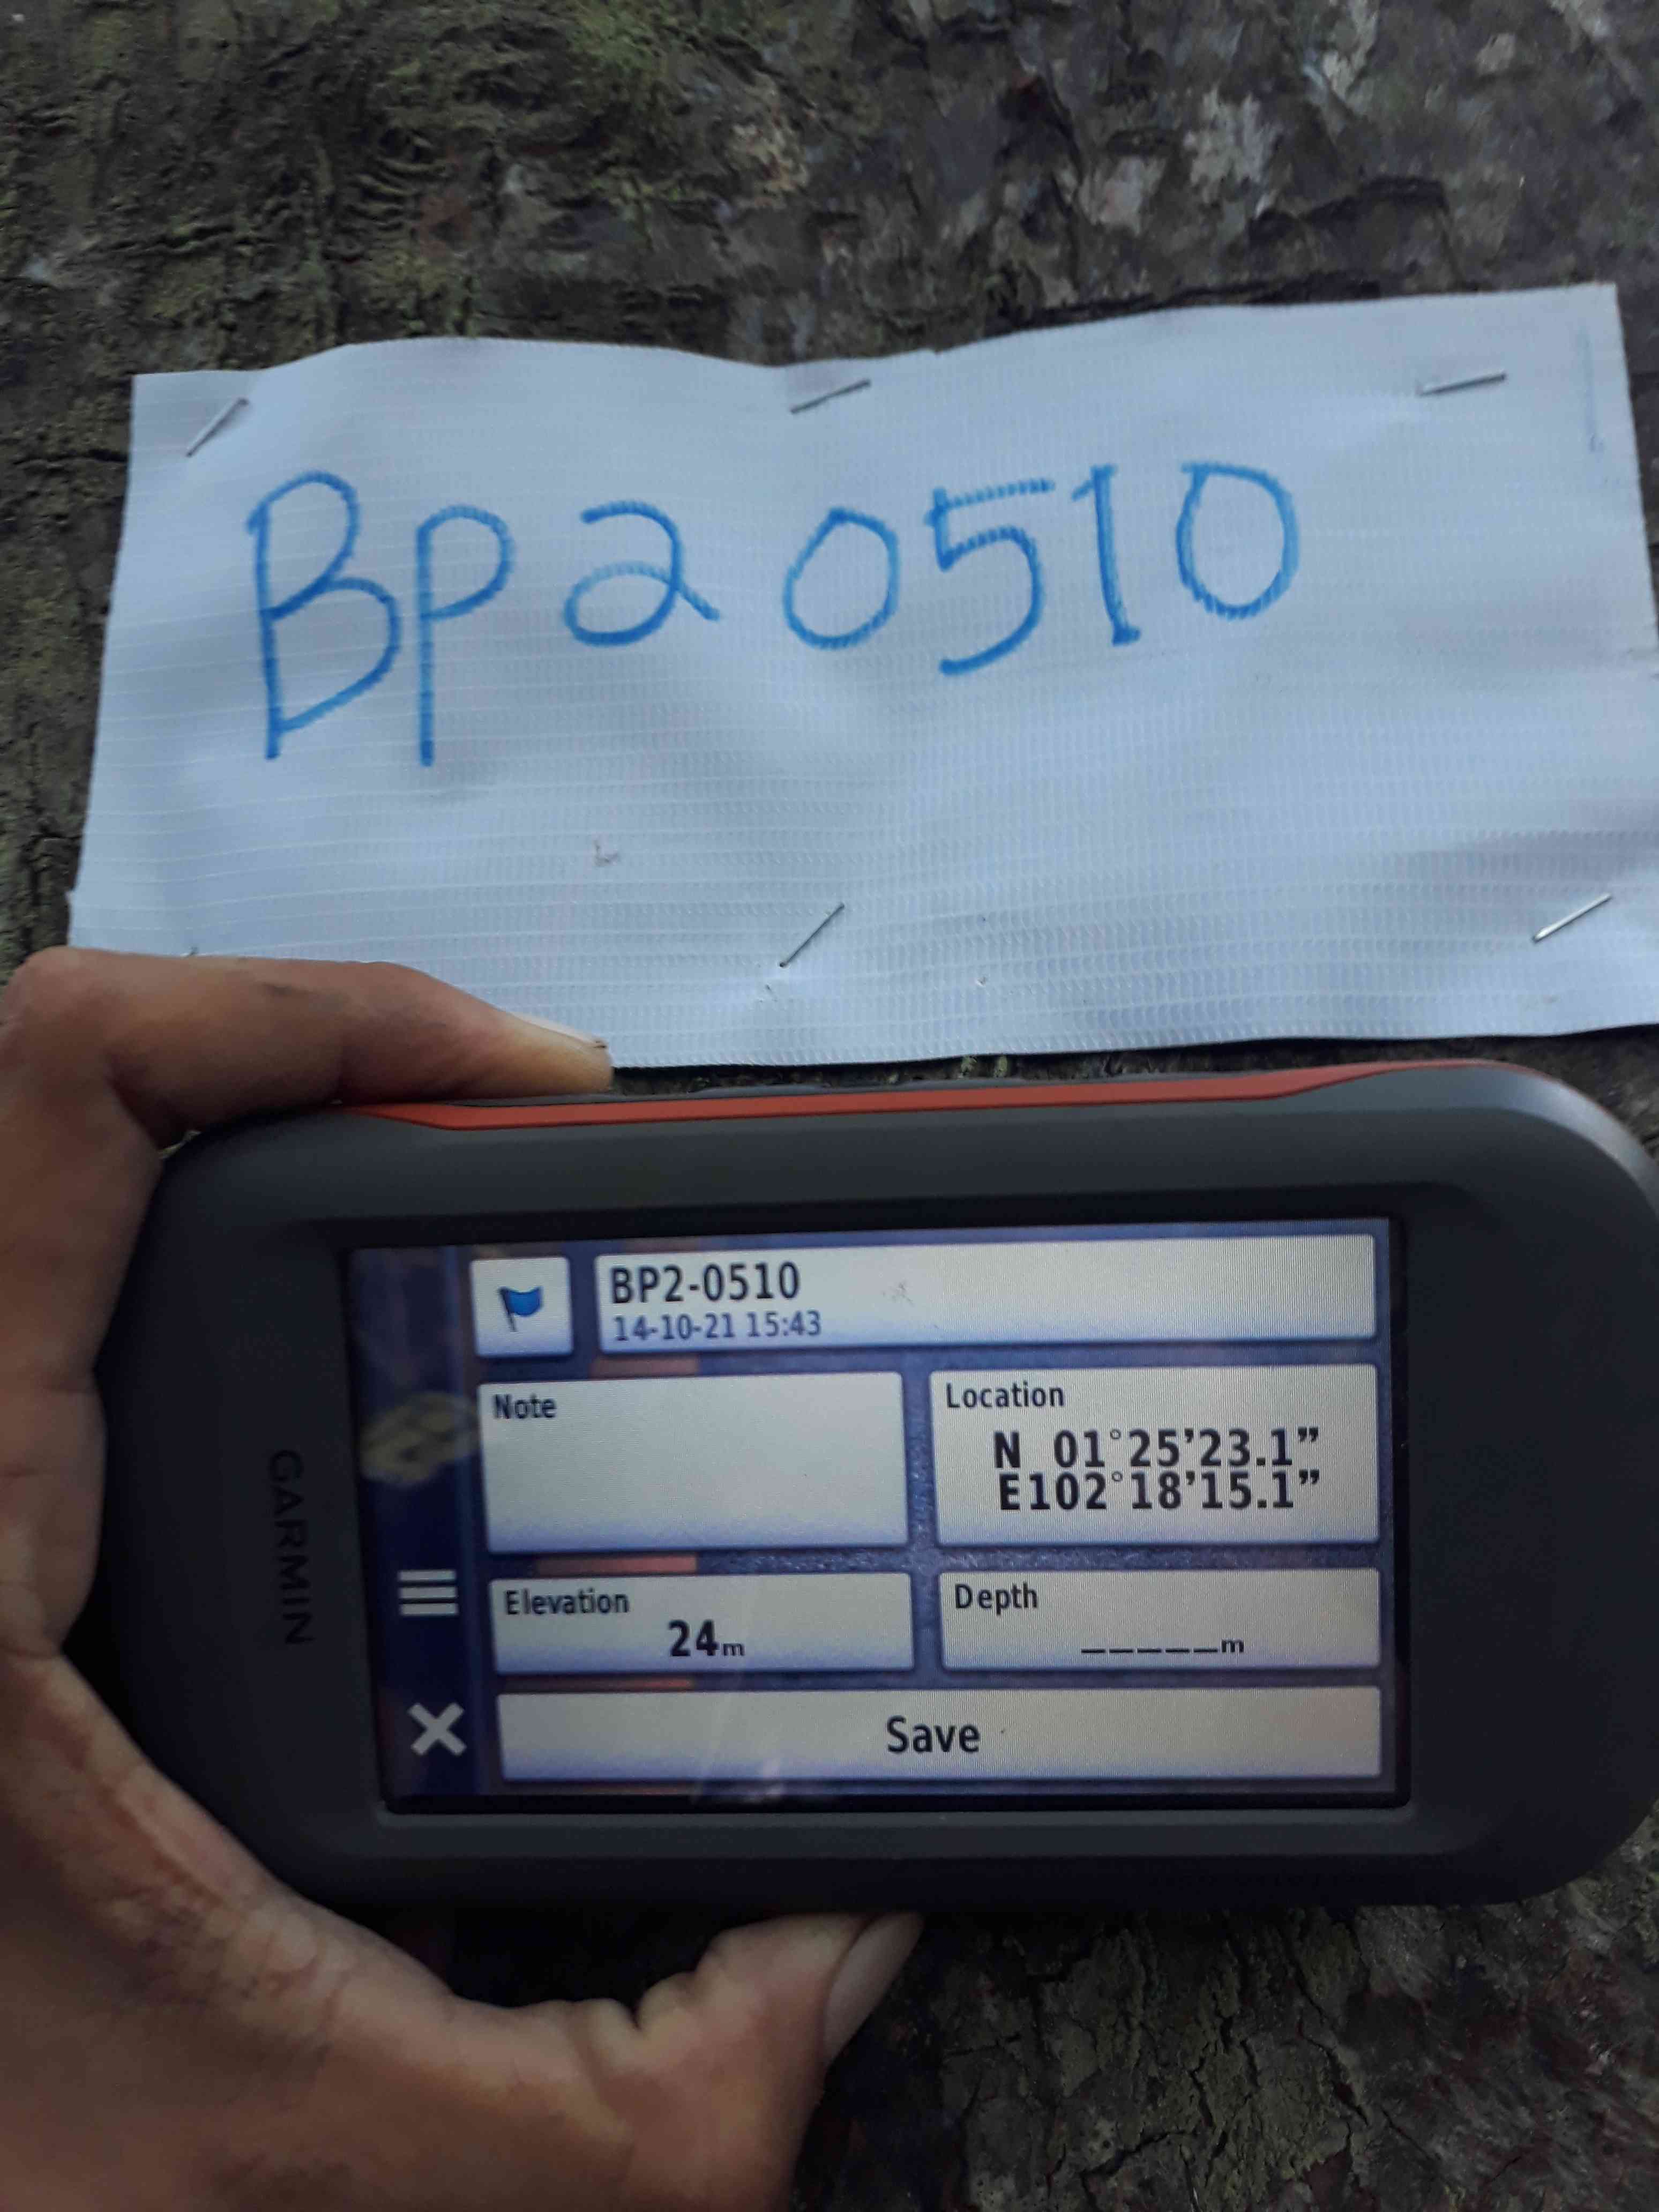 BP2 0510
GARMIN
BP2-0510
14-10-21 15:43
Note
Location
N 01°25'23.1"
E102°18'15.1"
Elevation
24m
Depth
_____m
Save